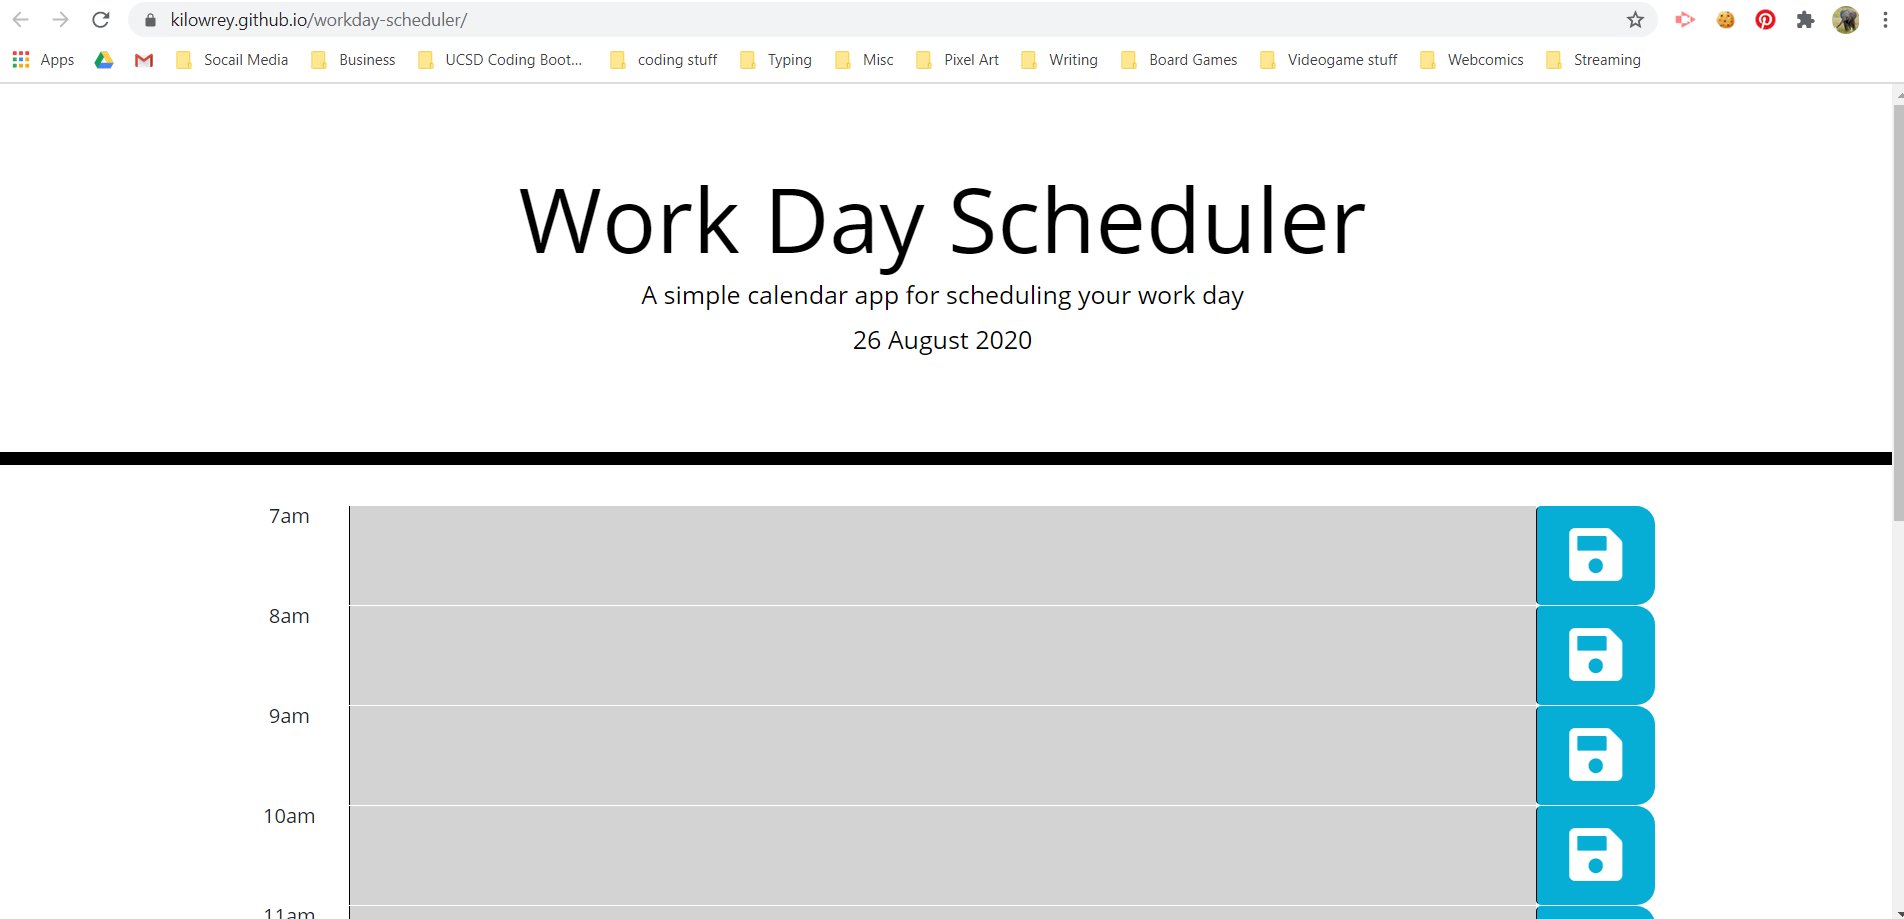 kilowrey.github.io/workday-scheduler/
Apps Socail Media Business UCSD Coding Boot... coding stuff Typing Misc Pixel Art Writing Board Games Videogame stuff Webcomics Streaming
Work Day Scheduler
A simple calendar app for scheduling your work day
26 August 2020
7am
8am
9am
10am
11am